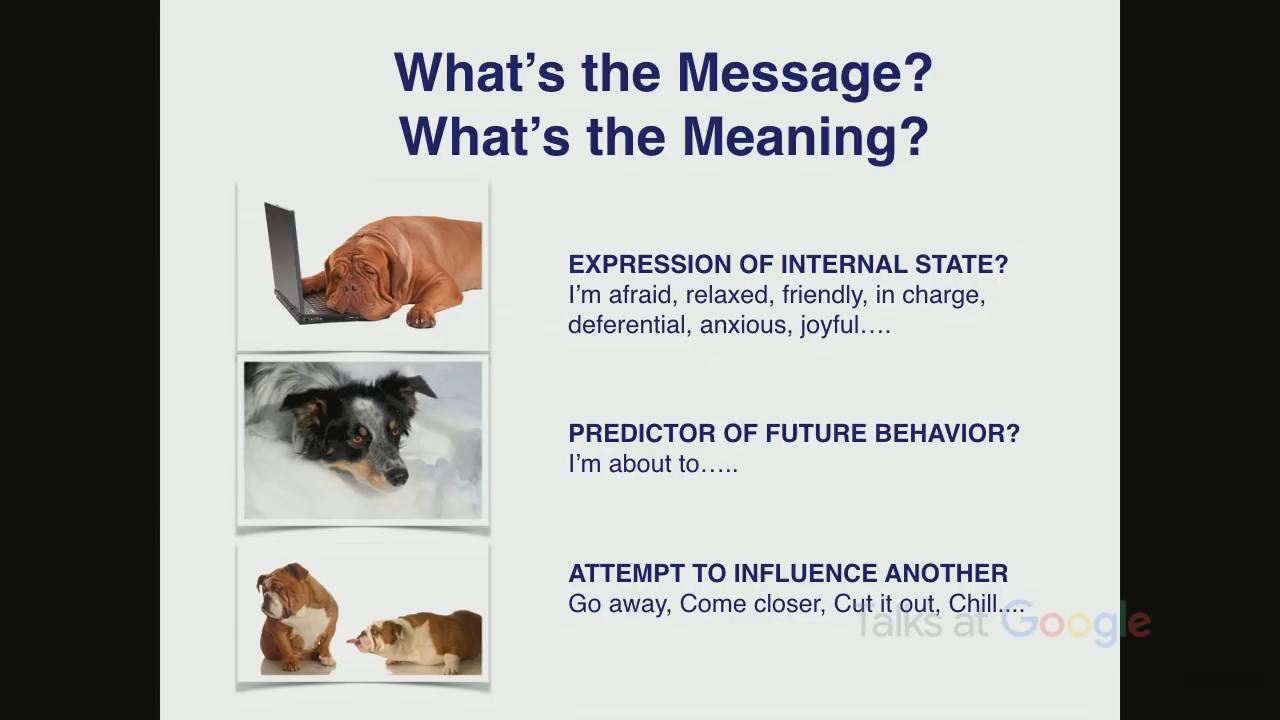 What’s the Message?
What’s the Meaning?
EXPRESSION OF INTERNAL STATE?
I’m afraid, relaxed, friendly, in charge,
deferential, anxious, joyful….
PREDICTOR OF FUTURE BEHAVIOR?
I’m about to…..
ATTEMPT TO INFLUENCE ANOTHER
Go away, Come closer, Cut it out, Chill....
Talks at Google